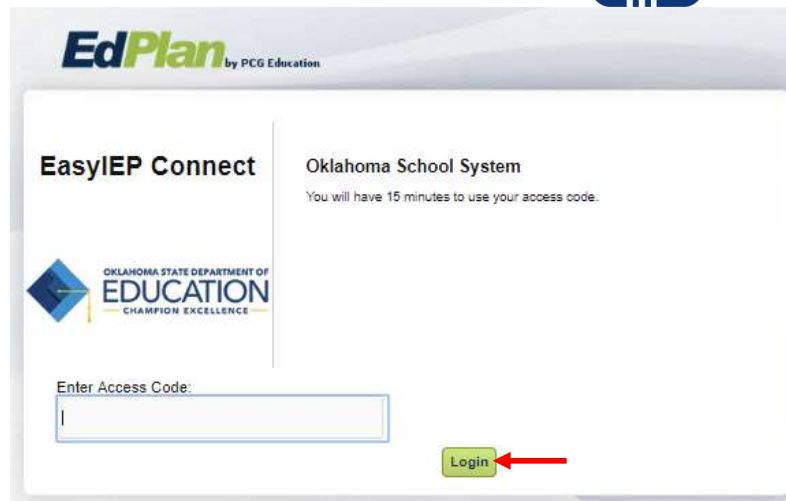 EdPlan by PCG Education
EasyIEP Connect
Oklahoma School System
You will have 15 minutes to use your access code.
OKLAHOMA STATE DEPARTMENT OF
EDUCATION
CHAMPION EXCELLENCE
Enter Access Code:
Login